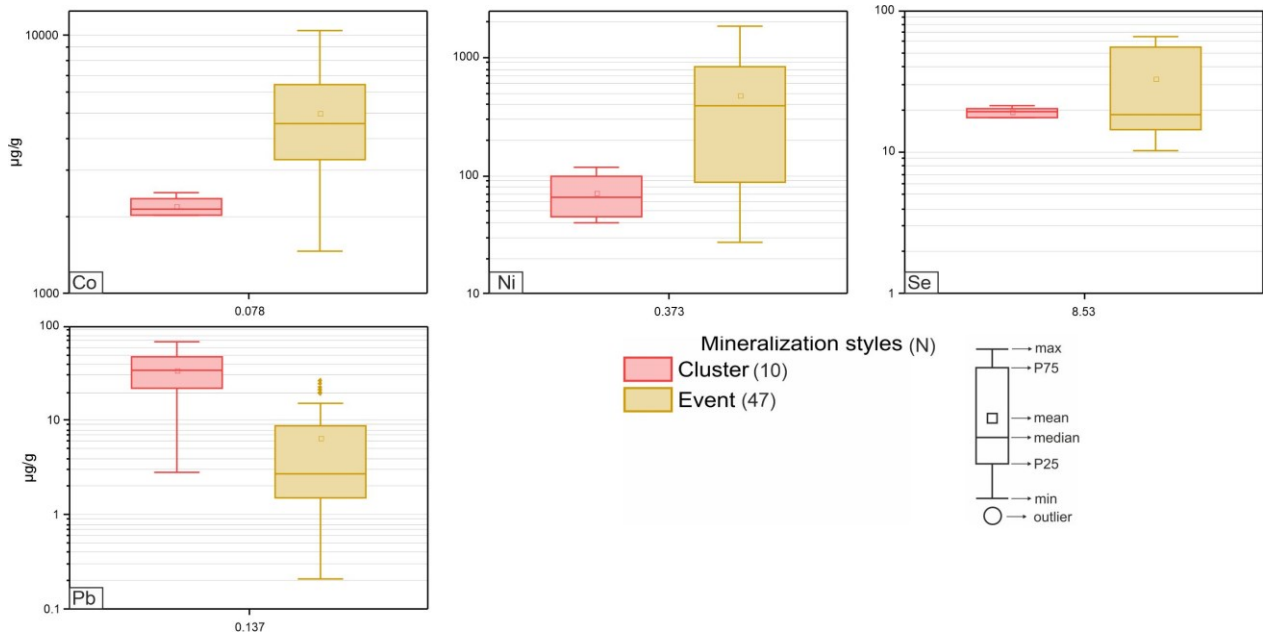 10000
1000
µg/g
Co
0.078
1000
100
10
Ni
0.373
100
10
1
Se
8.53
100
10
1
0.1
µg/g
Pb
0.137
Mineralization styles (N)
Cluster (10)
Event (47)
max
P75
mean
median
P25
min
outlier